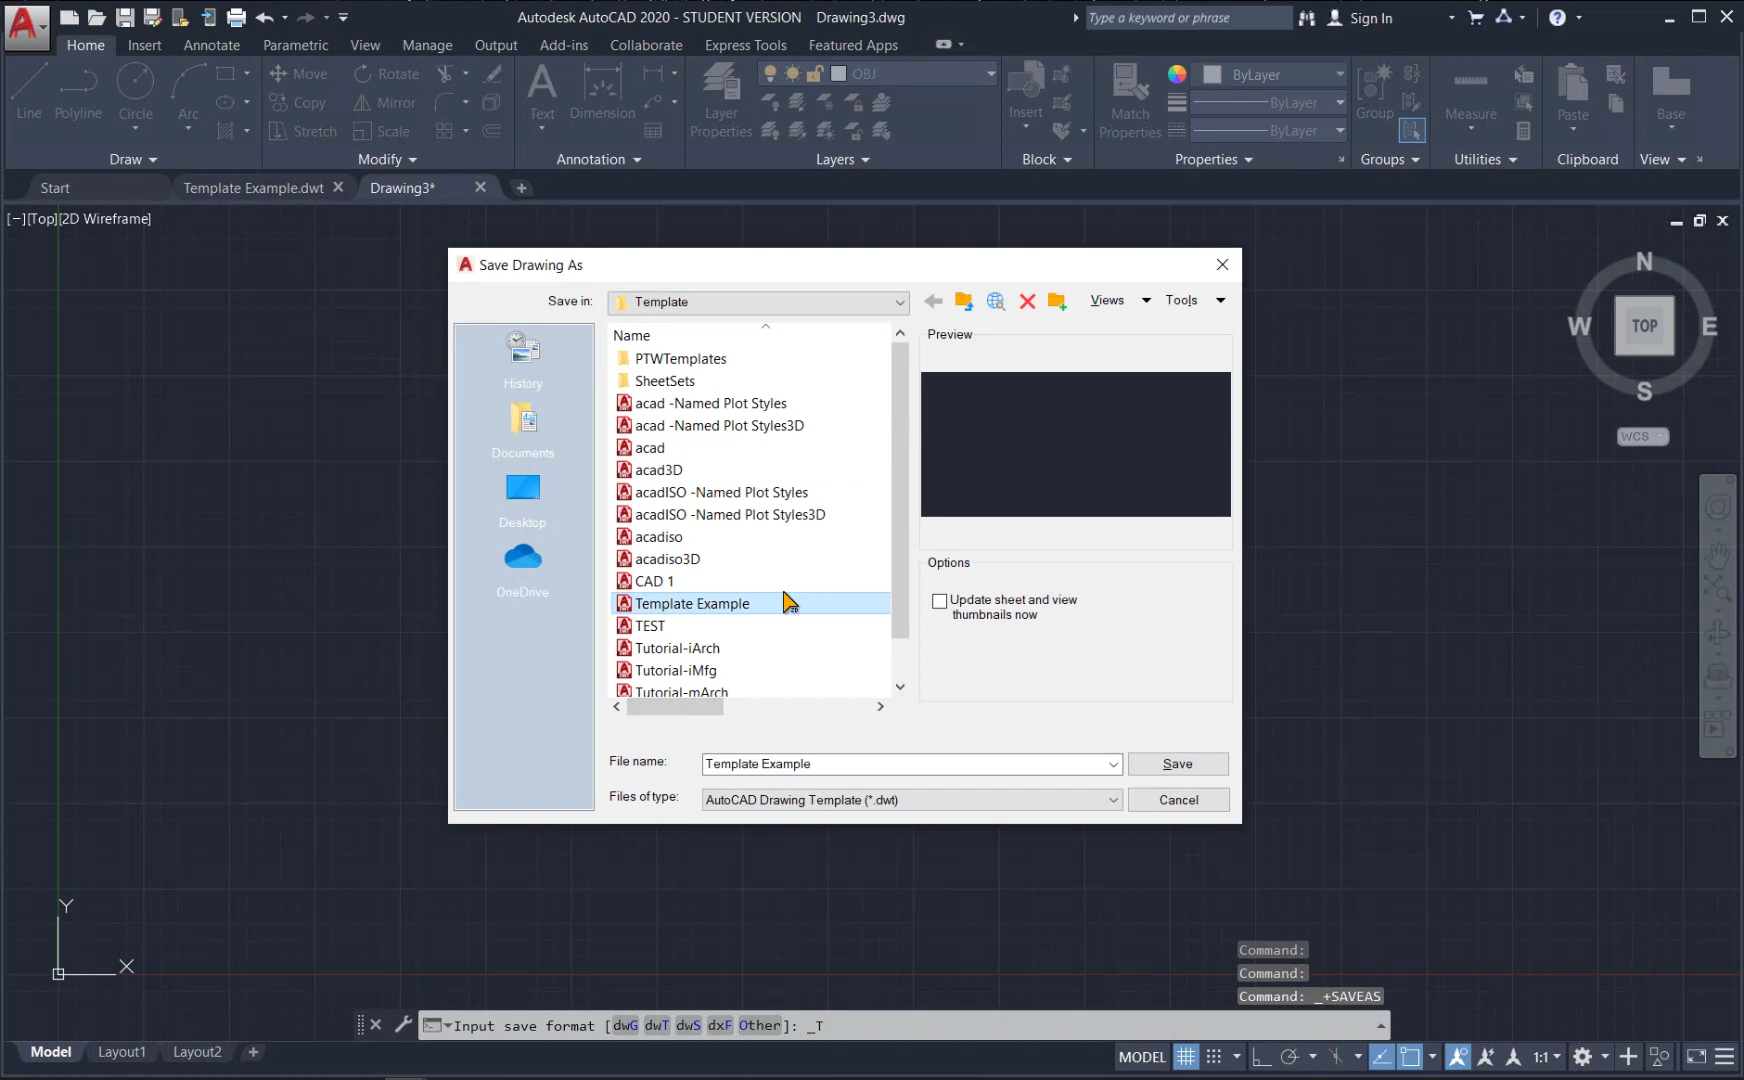 Autodesk AutoCAD 2020 - STUDENT VERSION Drawing3.dwg
Type a keyword or phrase
Sign In
Home Insert Annotate Parametric View Manage Output Add-ins Collaborate Express Tools Featured Apps
Line Polyline Circle Arc
Move Rotate
Copy Mirror
Stretch Scale
Text Dimension
Layer Properties
OBJ
Insert
Match Properties
ByLayer
ByLayer
ByLayer
Group
Measure
Paste
Base
Draw Modify Annotation Layers Block Properties Groups Utilities Clipboard View
Start Template Example.dwt Drawing3*
[−][Top][2D Wireframe]
N
W TOP E
S
WCS
Save Drawing As
Save in: Template
Views Tools
History
Documents
Desktop
OneDrive
Name
PTWTemplates
SheetSets
acad -Named Plot Styles
acad -Named Plot Styles3D
acad
acad3D
acadISO -Named Plot Styles
acadISO -Named Plot Styles3D
acadiso
acadiso3D
CAD 1
Template Example
TEST
Tutorial-iArch
Tutorial-iMfg
Tutorial-mArch
Preview
Options
Update sheet and view
thumbnails now
File name: Template Example Save
Files of type: AutoCAD Drawing Template (*.dwt) Cancel
Y
X
Command:
Command:
Command: _+SAVEAS
Input save format [dwG dwT dwS dxF Other]: _T
Model Layout1 Layout2
MODEL 1:1